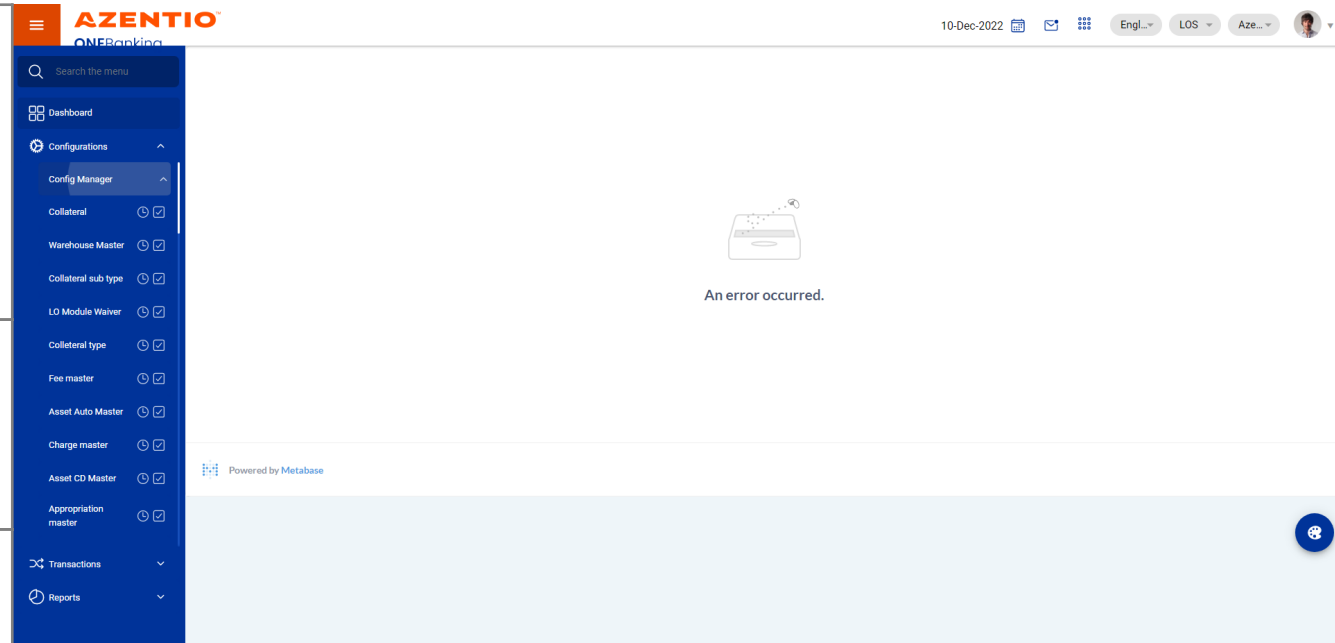 AZENTIO
ONEBanking
10-Dec-2022
Engl...
LOS
Aze...
Search the menu
Dashboard
Configurations
Config Manager
Collateral
Warehouse Master
Collateral sub type
LO Module Waiver
Colleteral type
Fee master
Asset Auto Master
Charge master
Asset CD Master
Appropriation
master
Transactions
Reports
An error occurred.
Powered by Metabase